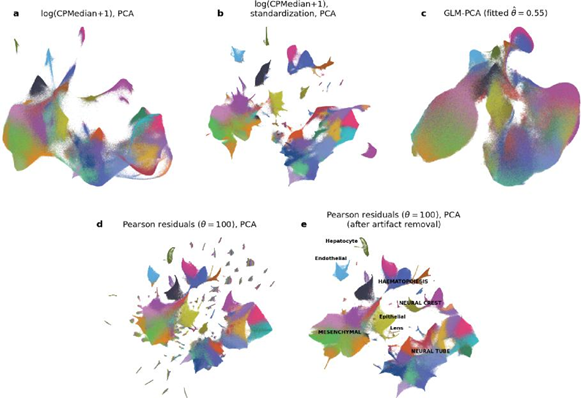 a
log(CPMedian+1), PCA
b
log(CPMedian+1),
standardization, PCA
c
GLM-PCA (fitted θ̂ = 0.55)
d
Pearson residuals (θ = 100), PCA
e
Pearson residuals (θ = 100), PCA
(after artifact removal)
Hepatocyte
Endothelial
HAEMATOPOIESIS
NEURAL CREST
Epithelial
Lens
MESENCHYMAL
NEURAL TUBE